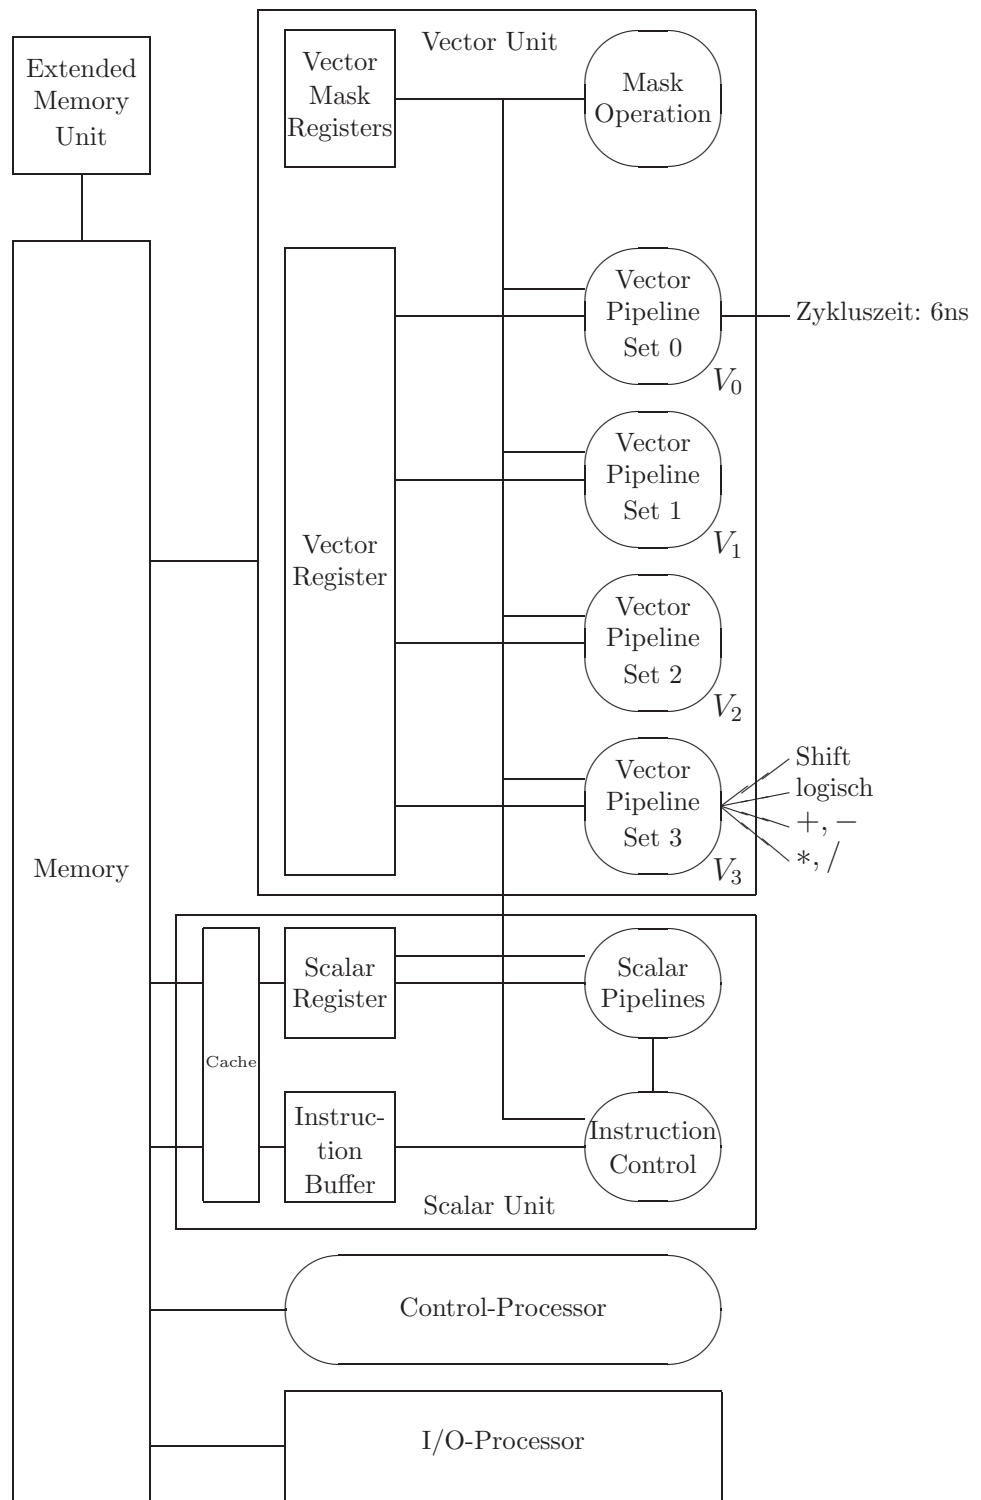 Vector Unit
Extended
Memory
Unit
Vector
Mask
Registers
Mask
Operation
Vector
Pipeline
Set 0
V0
Zykluszeit: 6ns
Vector
Pipeline
Set 1
V1
Vector
Register
Vector
Pipeline
Set 2
V2
Vector
Pipeline
Set 3
V3
Shift
logisch
+, −
∗, /
Memory
Scalar
Register
Scalar
Pipelines
Cache
Instruc-
tion
Buffer
Instruction
Control
Scalar Unit
Control-Processor
I/O-Processor